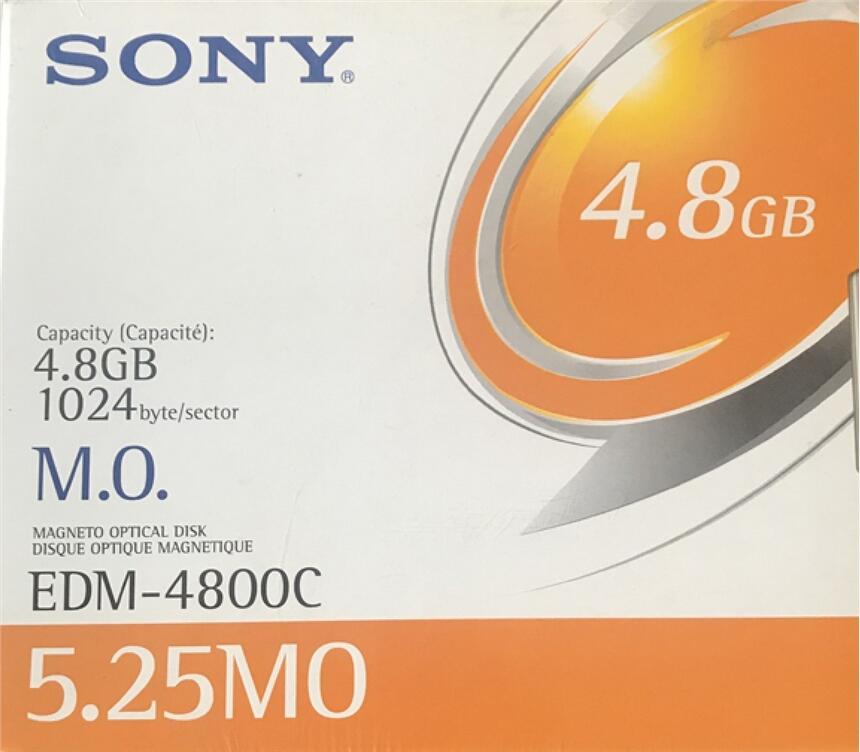 SONY®
4.8GB
Capacity (Capacité):
4.8GB
1024byte/sector
M.O.
MAGNETO OPTICAL DISK
DISQUE OPTIQUE MAGNETIQUE
EDM-4800C
5.25MO